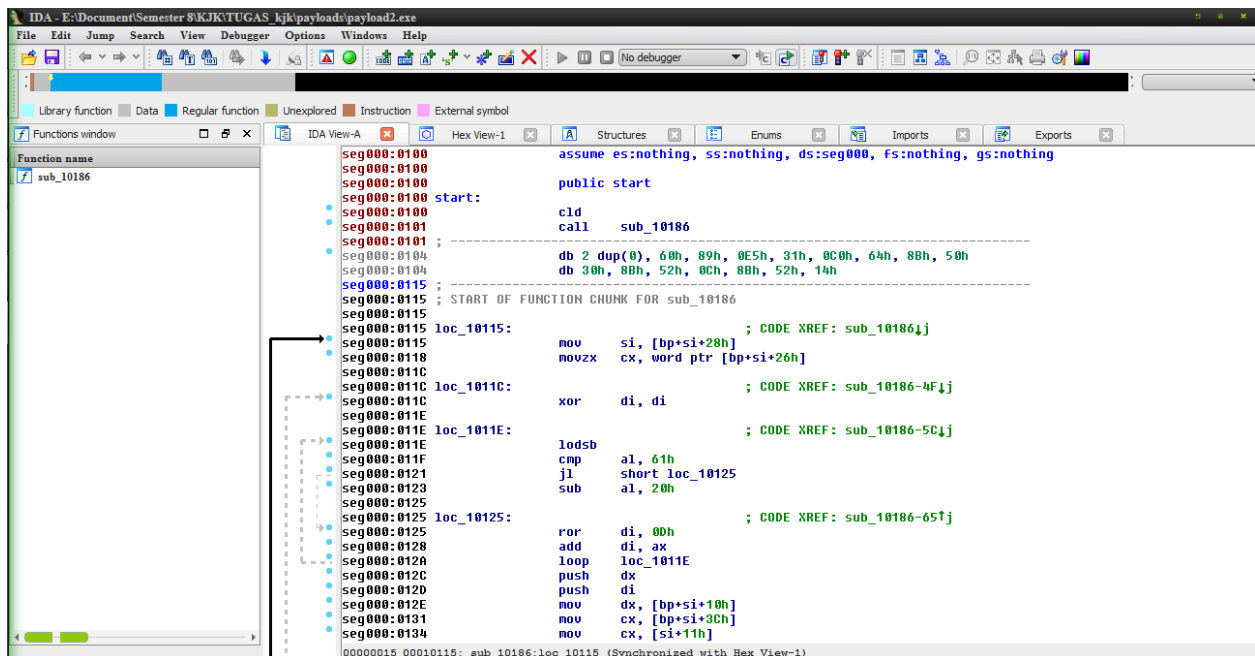 IDA - E:\Document\Semester 8\KJK\TUGAS_kjk\payloads\payload2.exe
File Edit Jump Search View Debugger Options Windows Help
No debugger
Library function Data Regular function Unexplored Instruction External symbol
Functions window IDA View-A Hex View-1 Structures Enums Imports Exports
Function name
sub_10186
seg000:0100 assume es:nothing, ss:nothing, ds:seg000, fs:nothing, gs:nothing
seg000:0100
seg000:0100 public start
seg000:0100 start:
seg000:0100 cld
seg000:0101 call sub_10186
seg000:0101 ; ---------------------------------------------------------------------------
seg000:0104 db 2 dup(0), 60h, 89h, 0E5h, 31h, 0C0h, 64h, 8Bh, 50h
seg000:0104 db 30h, 8Bh, 52h, 0Ch, 8Bh, 52h, 14h
seg000:0115 ; ---------------------------------------------------------------------------
seg000:0115 ; START OF FUNCTION CHUNK FOR sub_10186
seg000:0115
seg000:0115 loc_10115: ; CODE XREF: sub_10186↓j
seg000:0115 mov si, [bp+si+28h]
seg000:0118 movzx cx, word ptr [bp+si+26h]
seg000:011C
seg000:011C loc_1011C: ; CODE XREF: sub_10186-4F↓j
seg000:011C xor di, di
seg000:011E
seg000:011E loc_1011E: ; CODE XREF: sub_10186-5C↓j
seg000:011E lodsb
seg000:011F cmp al, 61h
seg000:0121 jl short loc_10125
seg000:0123 sub al, 20h
seg000:0125
seg000:0125 loc_10125: ; CODE XREF: sub_10186-65↑j
seg000:0125 ror di, 0Dh
seg000:0128 add di, ax
seg000:012A loop loc_1011E
seg000:012C push dx
seg000:012D push di
seg000:012E mov dx, [bp+si+10h]
seg000:0131 mov cx, [bp+si+3Ch]
seg000:0134 mov cx, [si+11h]
00000015 00010115: sub_10186:loc_10115 (Synchronized with Hex View-1)